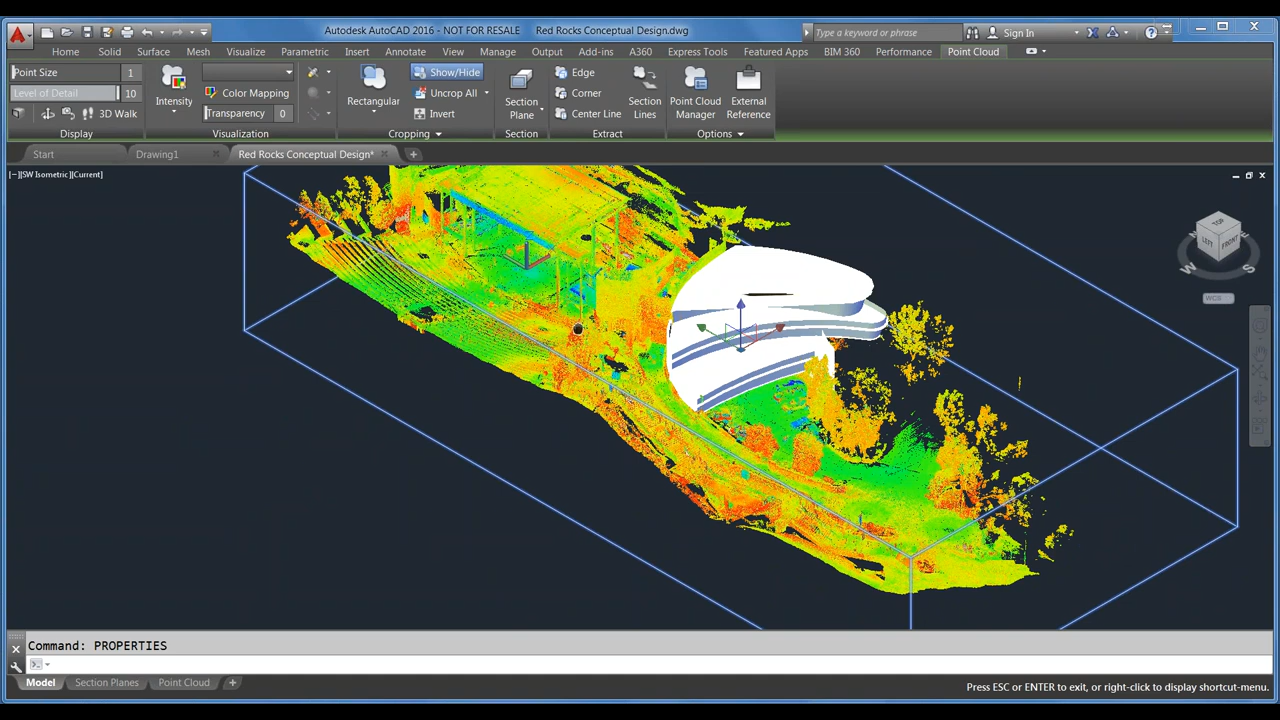 Autodesk AutoCAD 2016 - NOT FOR RESALE Red Rocks Conceptual Design.dwg
Type a keyword or phrase
Sign In
Home Solid Surface Mesh Visualize Parametric Insert Annotate View Manage Output Add-ins A360 Express Tools Featured Apps BIM 360 Performance Point Cloud
Point Size 1
Level of Detail 10
3D Walk
Display
Intensity
Color Mapping
Transparency 0
Visualization
Rectangular
Show/Hide
Uncrop All
Invert
Cropping
Section Plane
Section
Edge
Corner
Center Line
Section Lines
Extract
Point Cloud Manager
External Reference
Options
Start Drawing1 Red Rocks Conceptual Design*
[−][SW Isometric][Current]
TOP
LEFT FRONT
W S
WCS
Command: PROPERTIES
Model Section Planes Point Cloud
Press ESC or ENTER to exit, or right-click to display shortcut-menu.